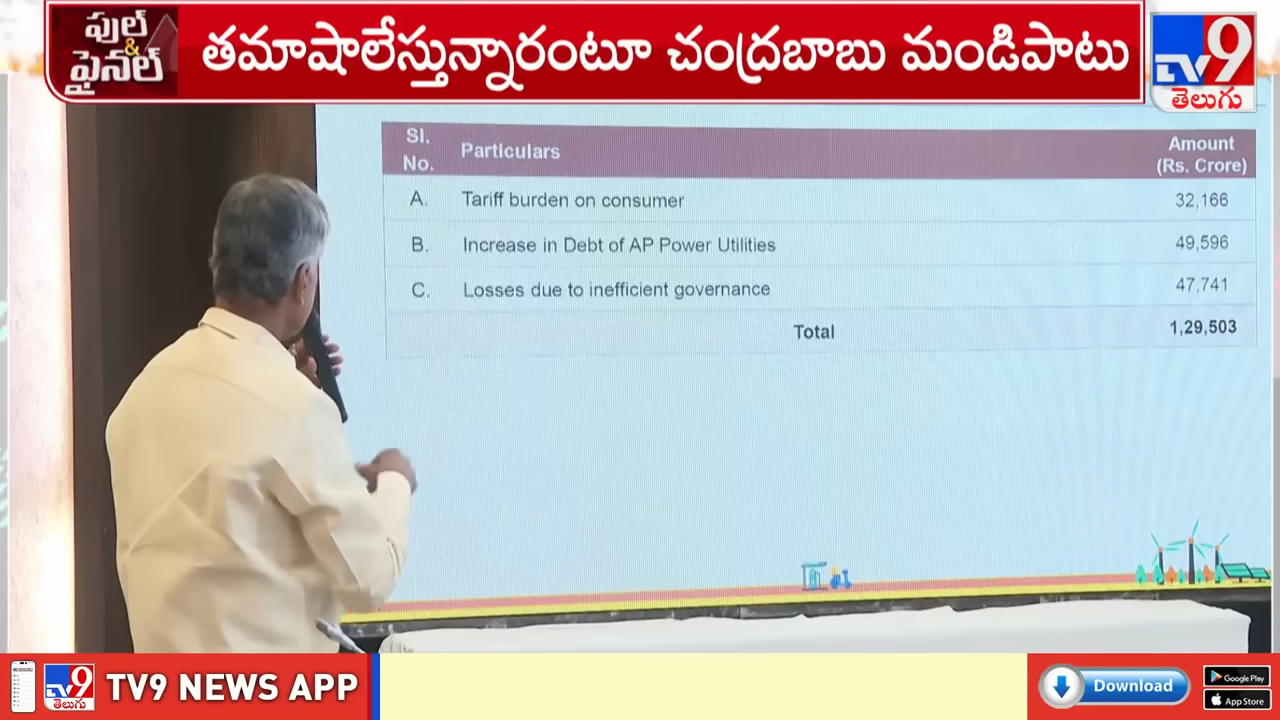 ఫుల్
&
ఫైనల్
తమాషాలేస్తున్నారంటూ చంద్రబాబు మండిపాటు
TV9
తెలుగు
Sl. No. Particulars Amount (Rs. Crore)
A. Tariff burden on consumer 32,166
B. Increase in Debt of AP Power Utilities 49,596
C. Losses due to inefficient governance 47,741
Total 1,29,503
TV9
తెలుగు
TV9 NEWS APP
Download
Google Play
App Store